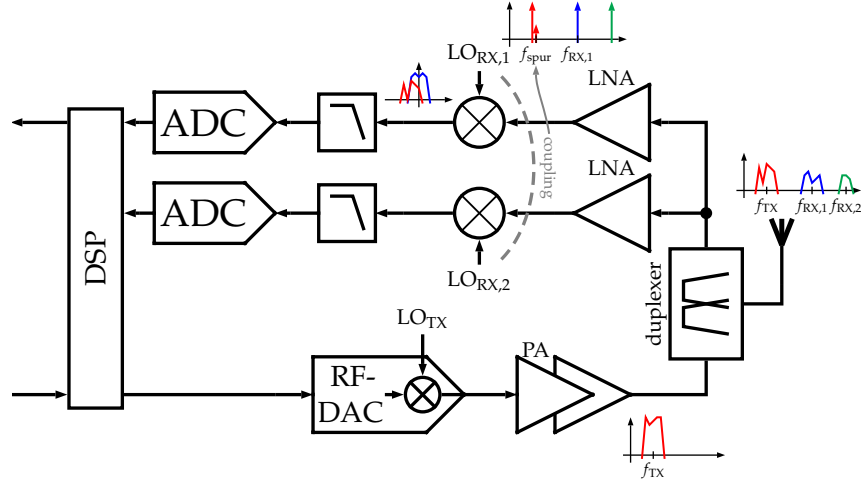 LO_RX,1
f_spur
f_RX,1
LNA
ADC
coupling
LNA
f_TX
f_RX,1
f_RX,2
ADC
DSP
LO_RX,2
duplexer
LO_TX
PA
RF-
DAC
f_TX